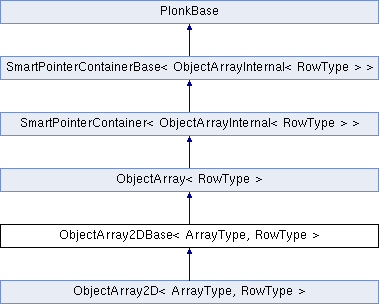 PlonkBase
SmartPointerContainerBase< ObjectArrayInternal< RowType > >
SmartPointerContainer< ObjectArrayInternal< RowType > >
ObjectArray< RowType >
ObjectArray2DBase< ArrayType, RowType >
ObjectArray2D< ArrayType, RowType >